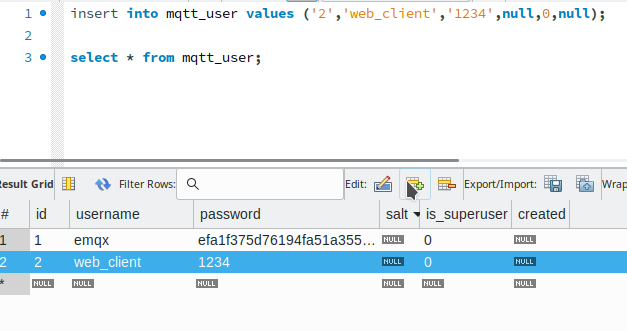 1 insert into mqtt_user values ('2','web_client','1234',null,0,null);
2
3 select * from mqtt_user;
Result Grid Filter Rows: Edit: Export/Import: Wrap
# id username password salt is_superuser created
1 1 emqx efa1f375d76194fa51a355... NULL 0 NULL
2 2 web_client 1234 NULL 0 NULL
* NULL NULL NULL NULL NULL NULL